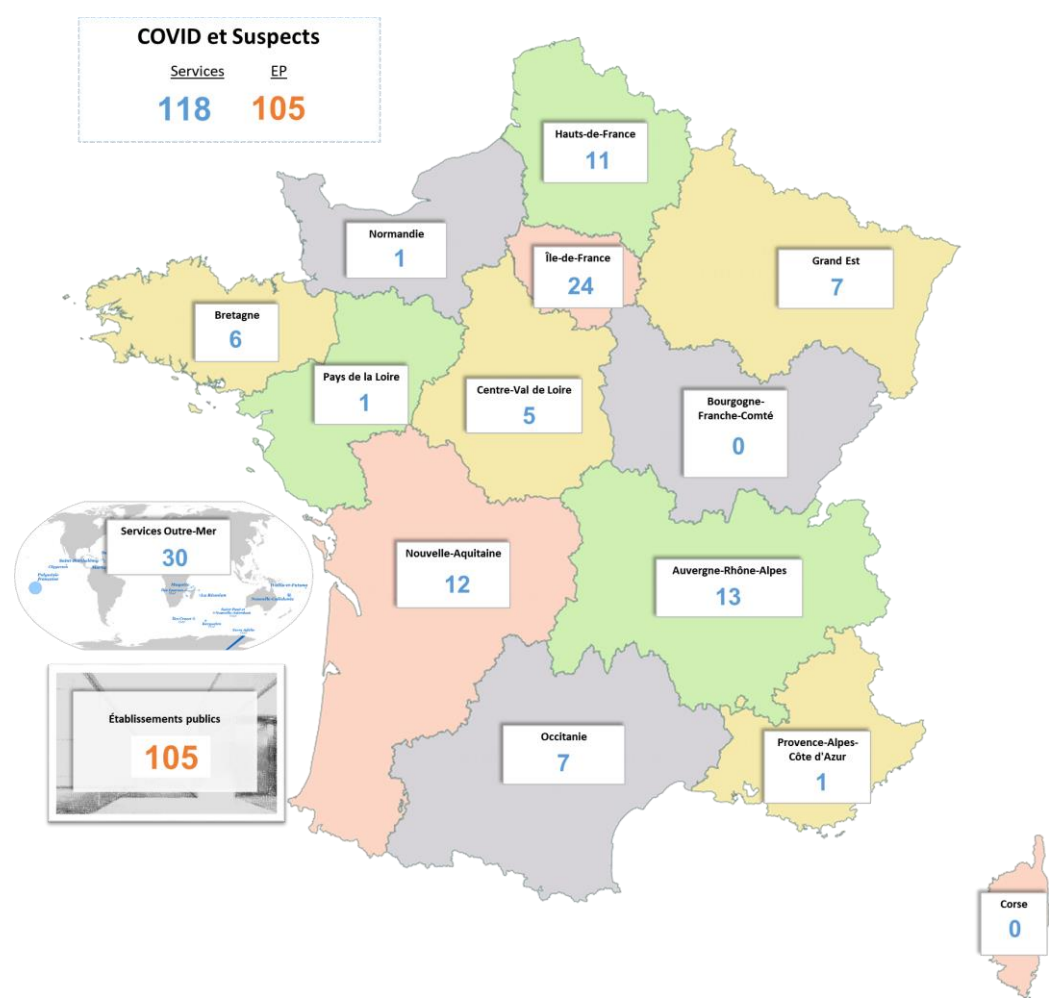 COVID et Suspects
Services EP
118 105
Hauts-de-France
11
Normandie
1
Île-de-France
24
Grand Est
7
Bretagne
6
Pays de la Loire
1
Centre-Val de Loire
5
Bourgogne-
Franche-Comté
0
Services Outre-Mer
30
Nouvelle-Aquitaine
12
Auvergne-Rhône-Alpes
13
Établissements publics
105
Occitanie
7
Provence-Alpes-
Côte d'Azur
1
Corse
0